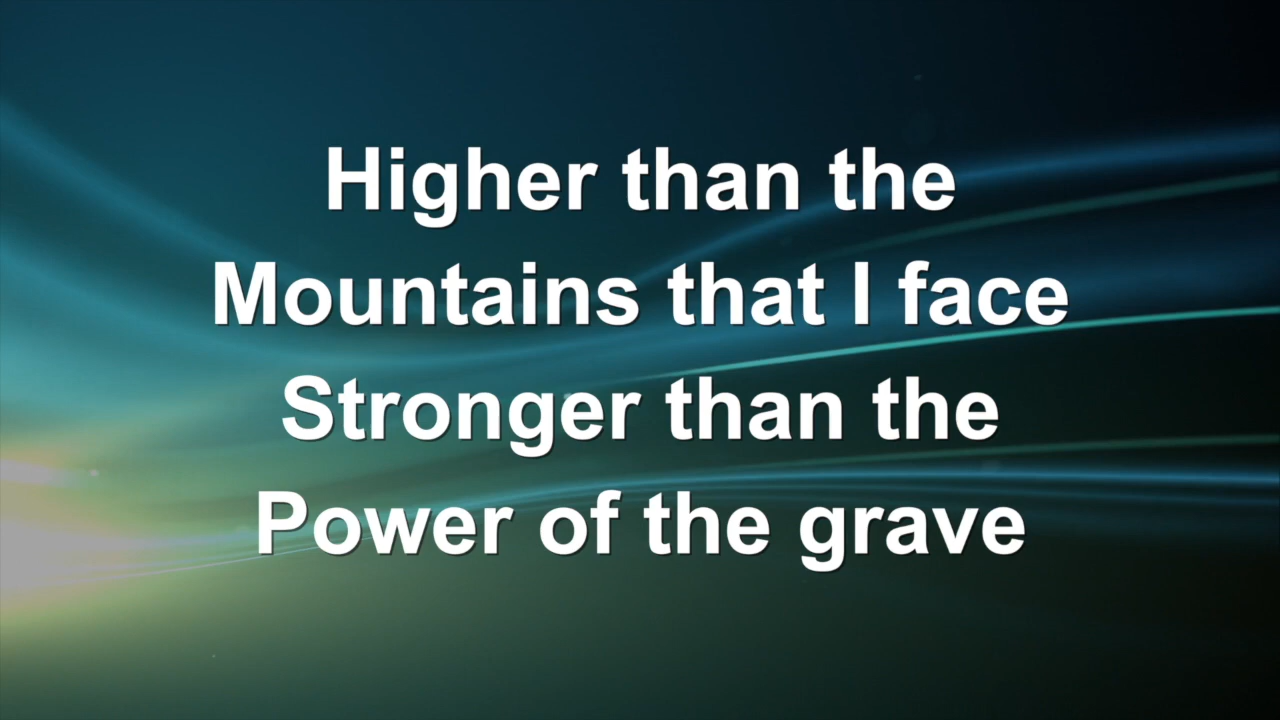 Higher than the
Mountains that I face
Stronger than the
Power of the grave